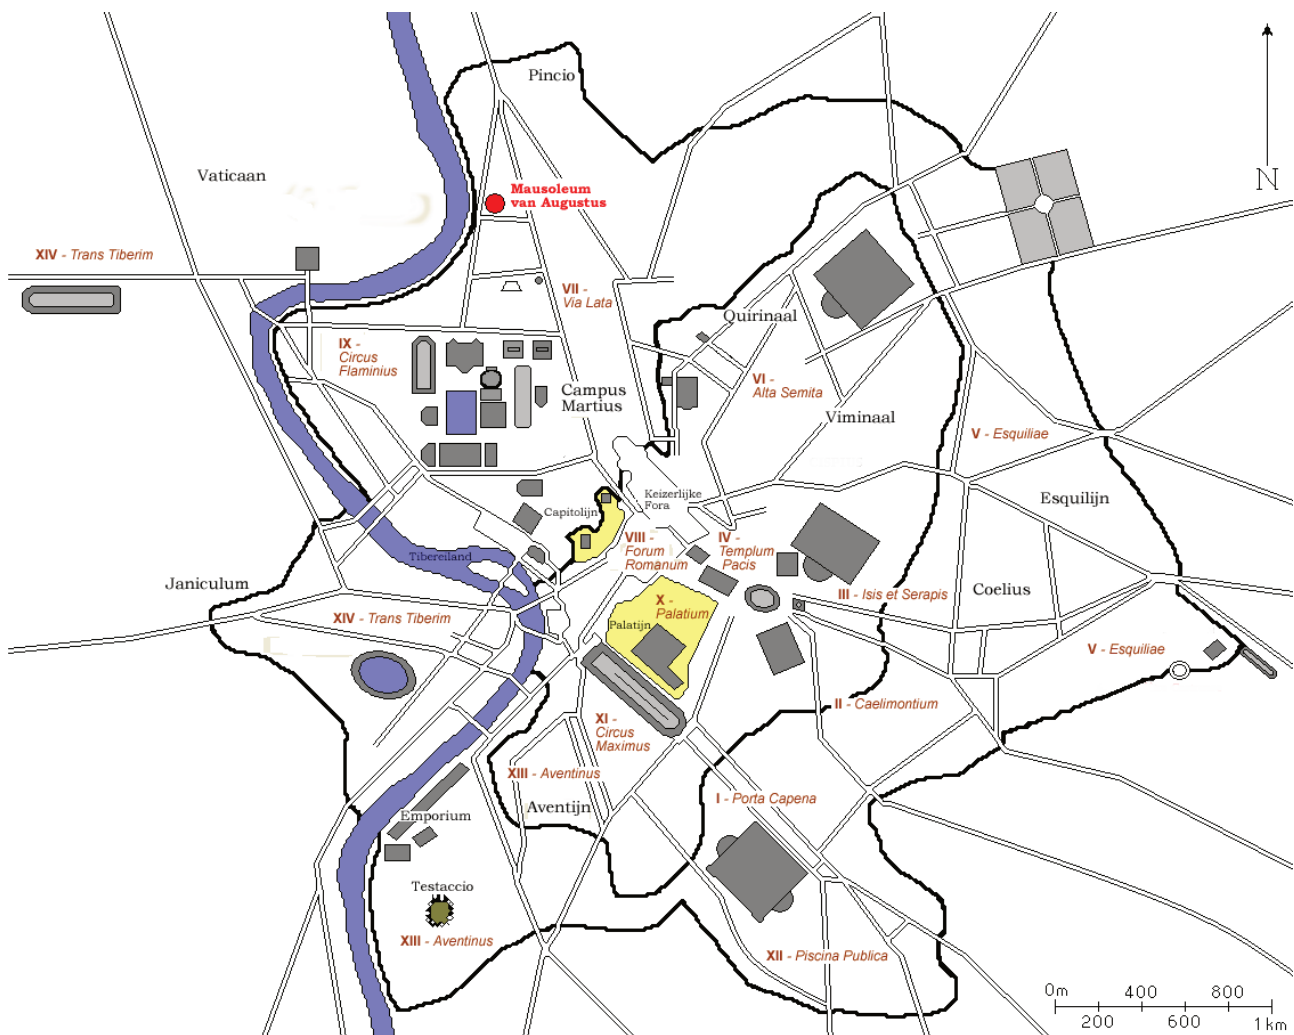 Pincio
Vaticaan
Mausoleum
van Augustus
XIV - Trans Tiberim
N
VII -
Via Lata
Quirinaal
IX -
Circus
Flaminius
VI -
Alta Semita
Campus
Martius
Viminaal
V - Esquiliae
Keizerlijke
Fora
Esquilijn
Capitolijn
VIII -
Forum
Romanum
IV -
Templum
Pacis
Tibereiland
Janiculum
III - Isis et Serapis
Coelius
X -
Palatium
XIV - Trans Tiberim
Palatijn
V - Esquiliae
II - Caelimontium
XI -
Circus
Maximus
XIII - Aventinus
I - Porta Capena
Aventijn
Emporium
Testaccio
XIII - Aventinus
XII - Piscina Publica
0m 400 800
200 600 1km